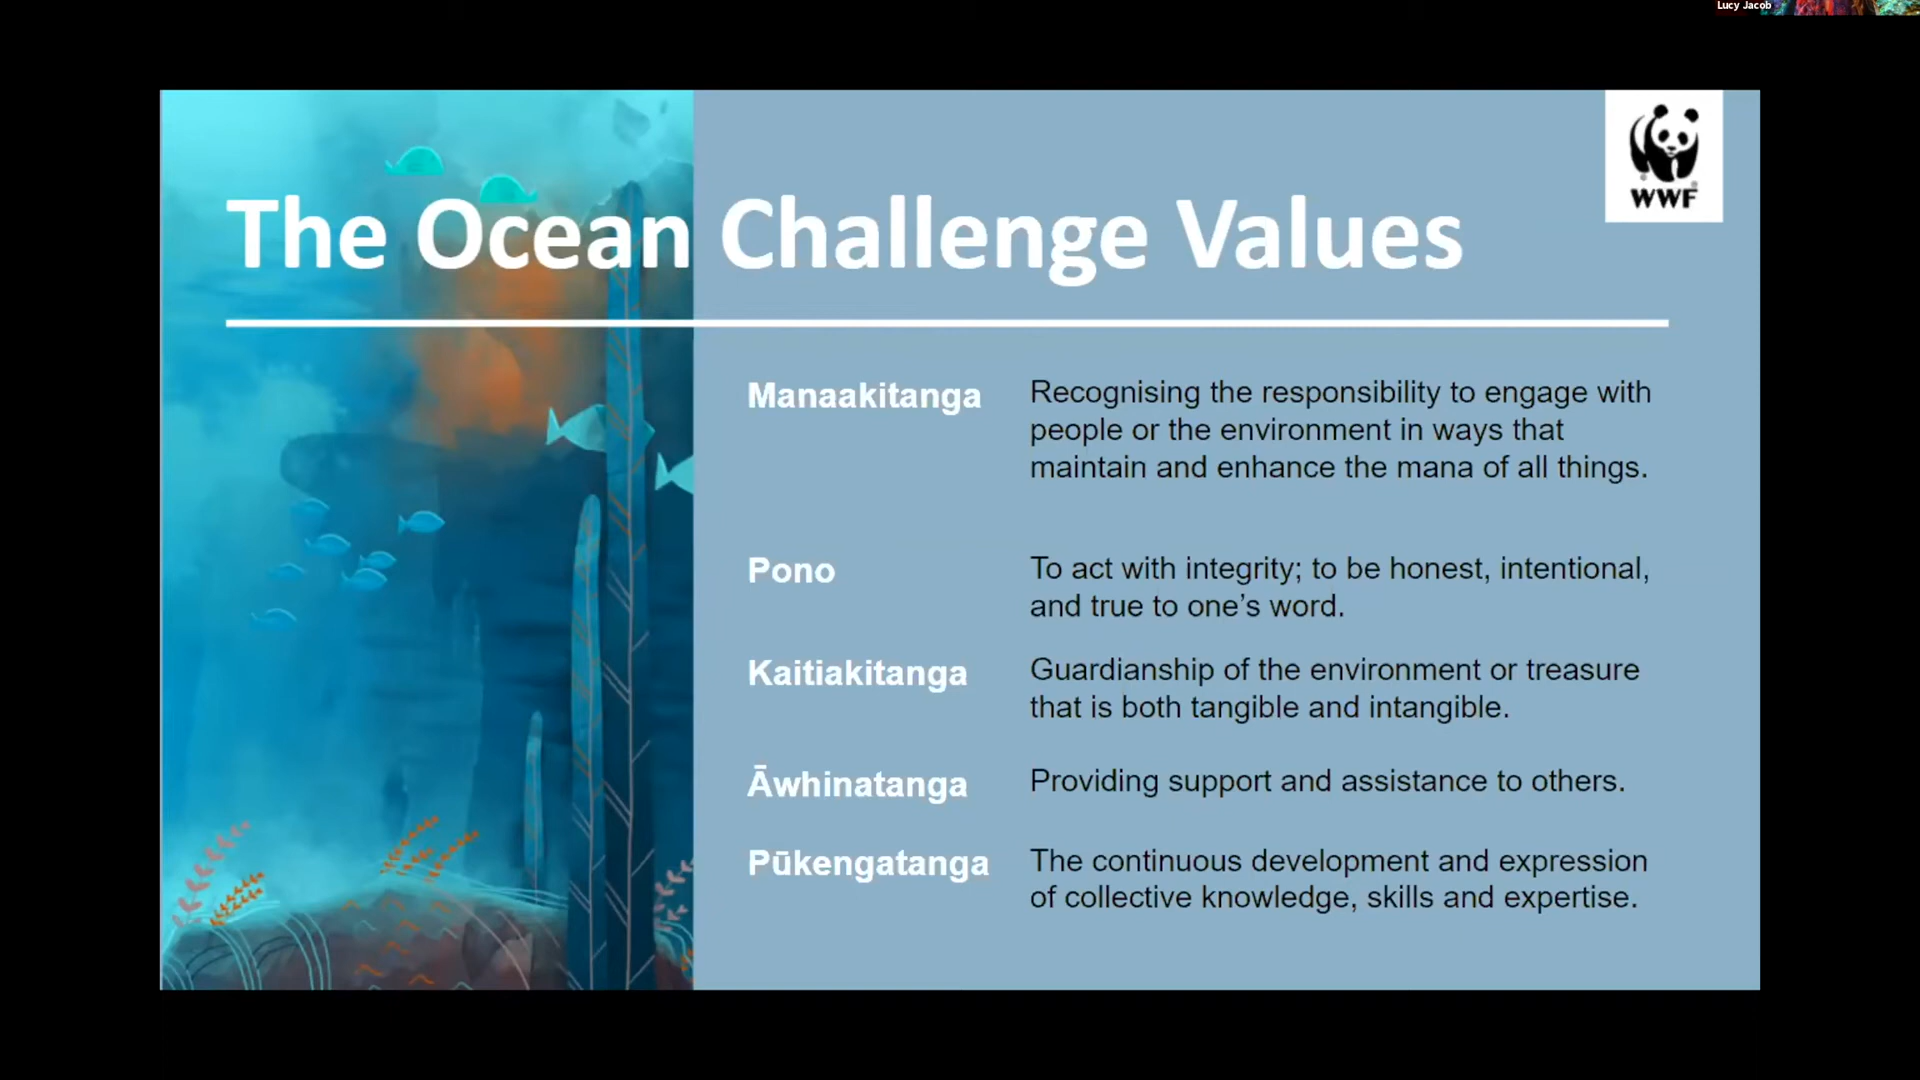 Lucy Jacob
WWF
The Ocean Challenge Values
Manaakitanga
Recognising the responsibility to engage with
people or the environment in ways that
maintain and enhance the mana of all things.
Pono
To act with integrity; to be honest, intentional,
and true to one’s word.
Kaitiakitanga
Guardianship of the environment or treasure
that is both tangible and intangible.
Āwhinatanga
Providing support and assistance to others.
Pūkengatanga
The continuous development and expression
of collective knowledge, skills and expertise.